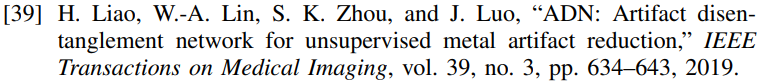 [39] H. Liao, W.-A. Lin, S. K. Zhou, and J. Luo, “ADN: Artifact disen-
tanglement network for unsupervised metal artifact reduction,” IEEE
Transactions on Medical Imaging, vol. 39, no. 3, pp. 634–643, 2019.